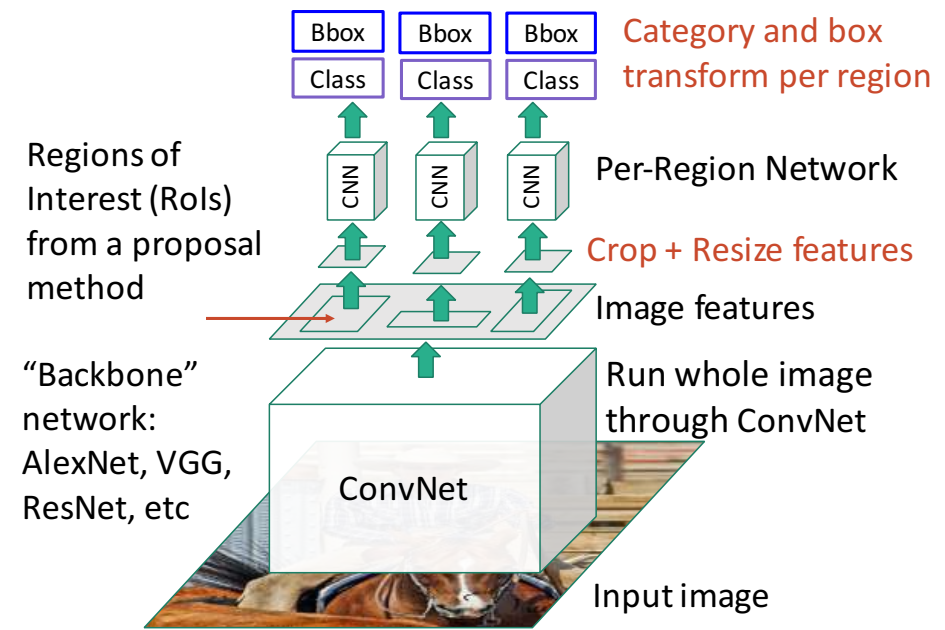 Bbox
Bbox
Bbox
Class
Class
Class
Category and box
transform per region
Regions of
Interest (RoIs)
from a proposal
method
CNN
CNN
CNN
Per-Region Network
Crop + Resize features
Image features
“Backbone”
network:
AlexNet, VGG,
ResNet, etc
Run whole image
through ConvNet
ConvNet
Input image